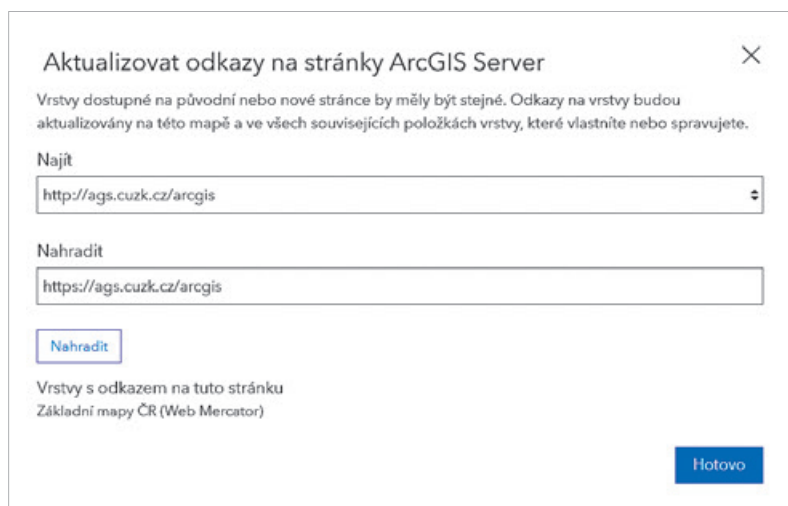 Aktualizovat odkazy na stránky ArcGIS Server
Vrstvy dostupné na původní nebo nové stránce by měly být stejné. Odkazy na vrstvy budou
aktualizovány na této mapě a ve všech souvisejících položkách vrstvy, které vlastníte nebo spravujete.
Najít
http://ags.cuzk.cz/arcgis
Nahradit
https://ags.cuzk.cz/arcgis
Nahradit
Vrstvy s odkazem na tuto stránku
Základní mapy ČR (Web Mercator)
Hotovo